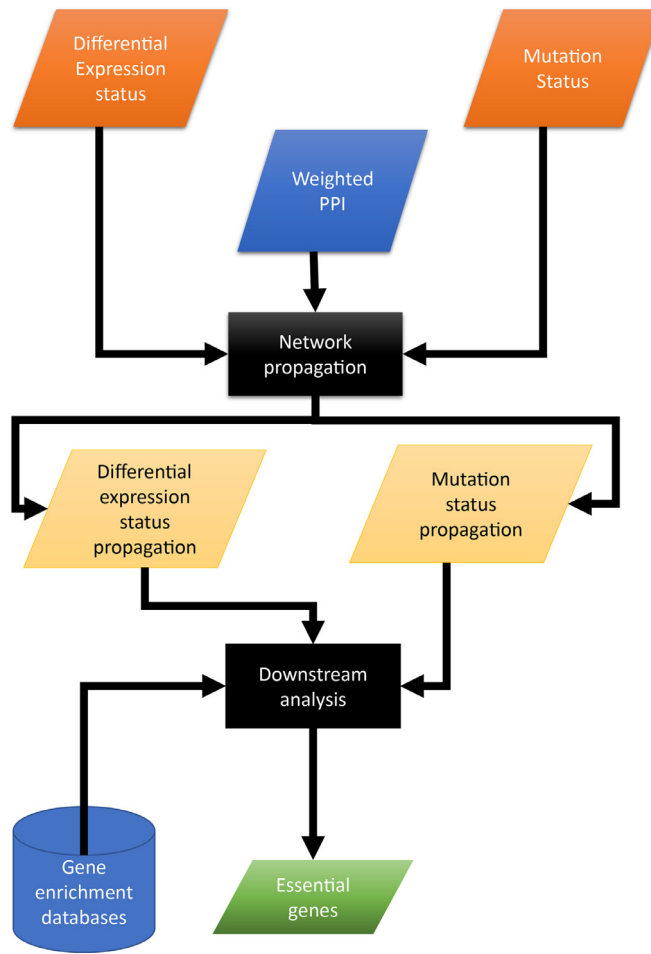 Differential
Expression
status
Mutation
Status
Weighted
PPI
Network
propagation
Differential
expression
status
propagation
Mutation
status
propagation
Downstream
analysis
Gene
enrichment
databases
Essential
genes